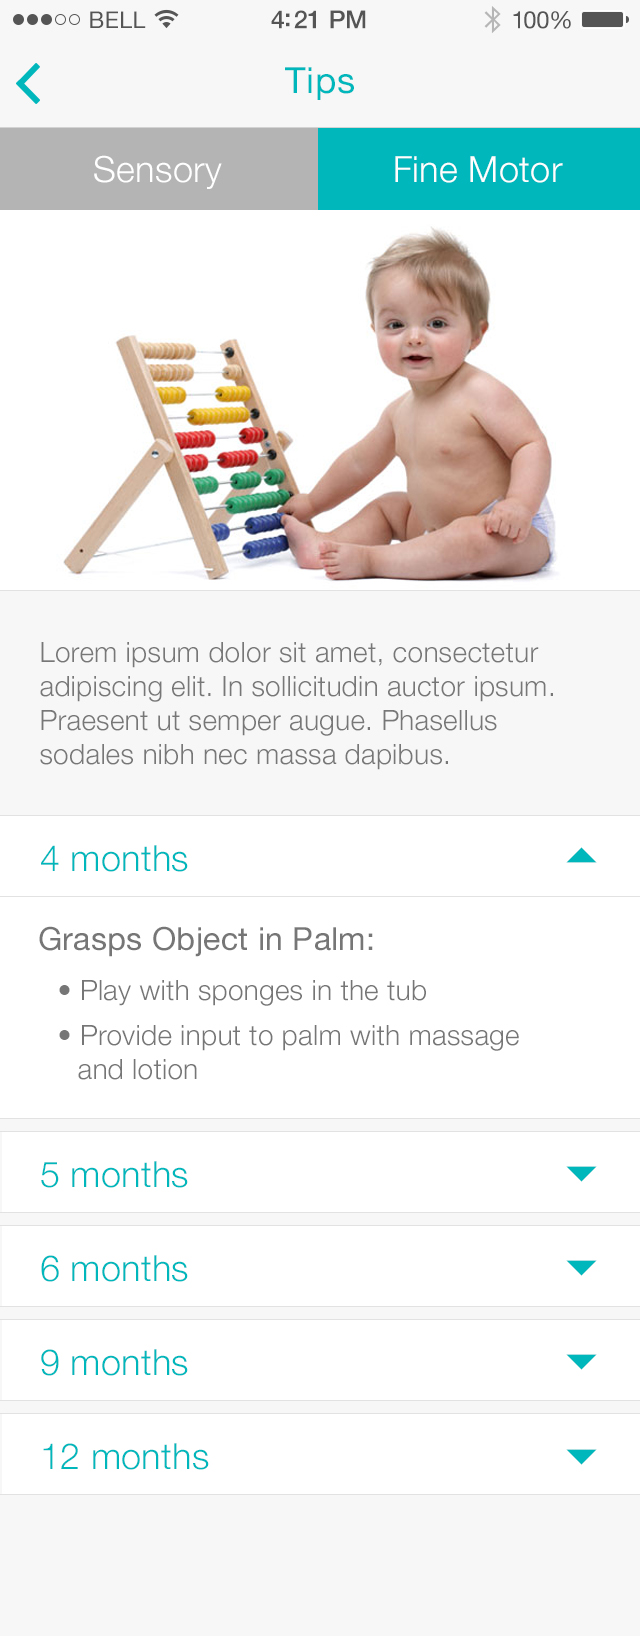 BELL 4:21 PM 100%
Tips
Sensory Fine Motor
Lorem ipsum dolor sit amet, consectetur
adipiscing elit. In sollicitudin auctor ipsum.
Praesent ut semper augue. Phasellus
sodales nibh nec massa dapibus.
4 months
Grasps Object in Palm:
• Play with sponges in the tub
• Provide input to palm with massage
and lotion
5 months
6 months
9 months
12 months